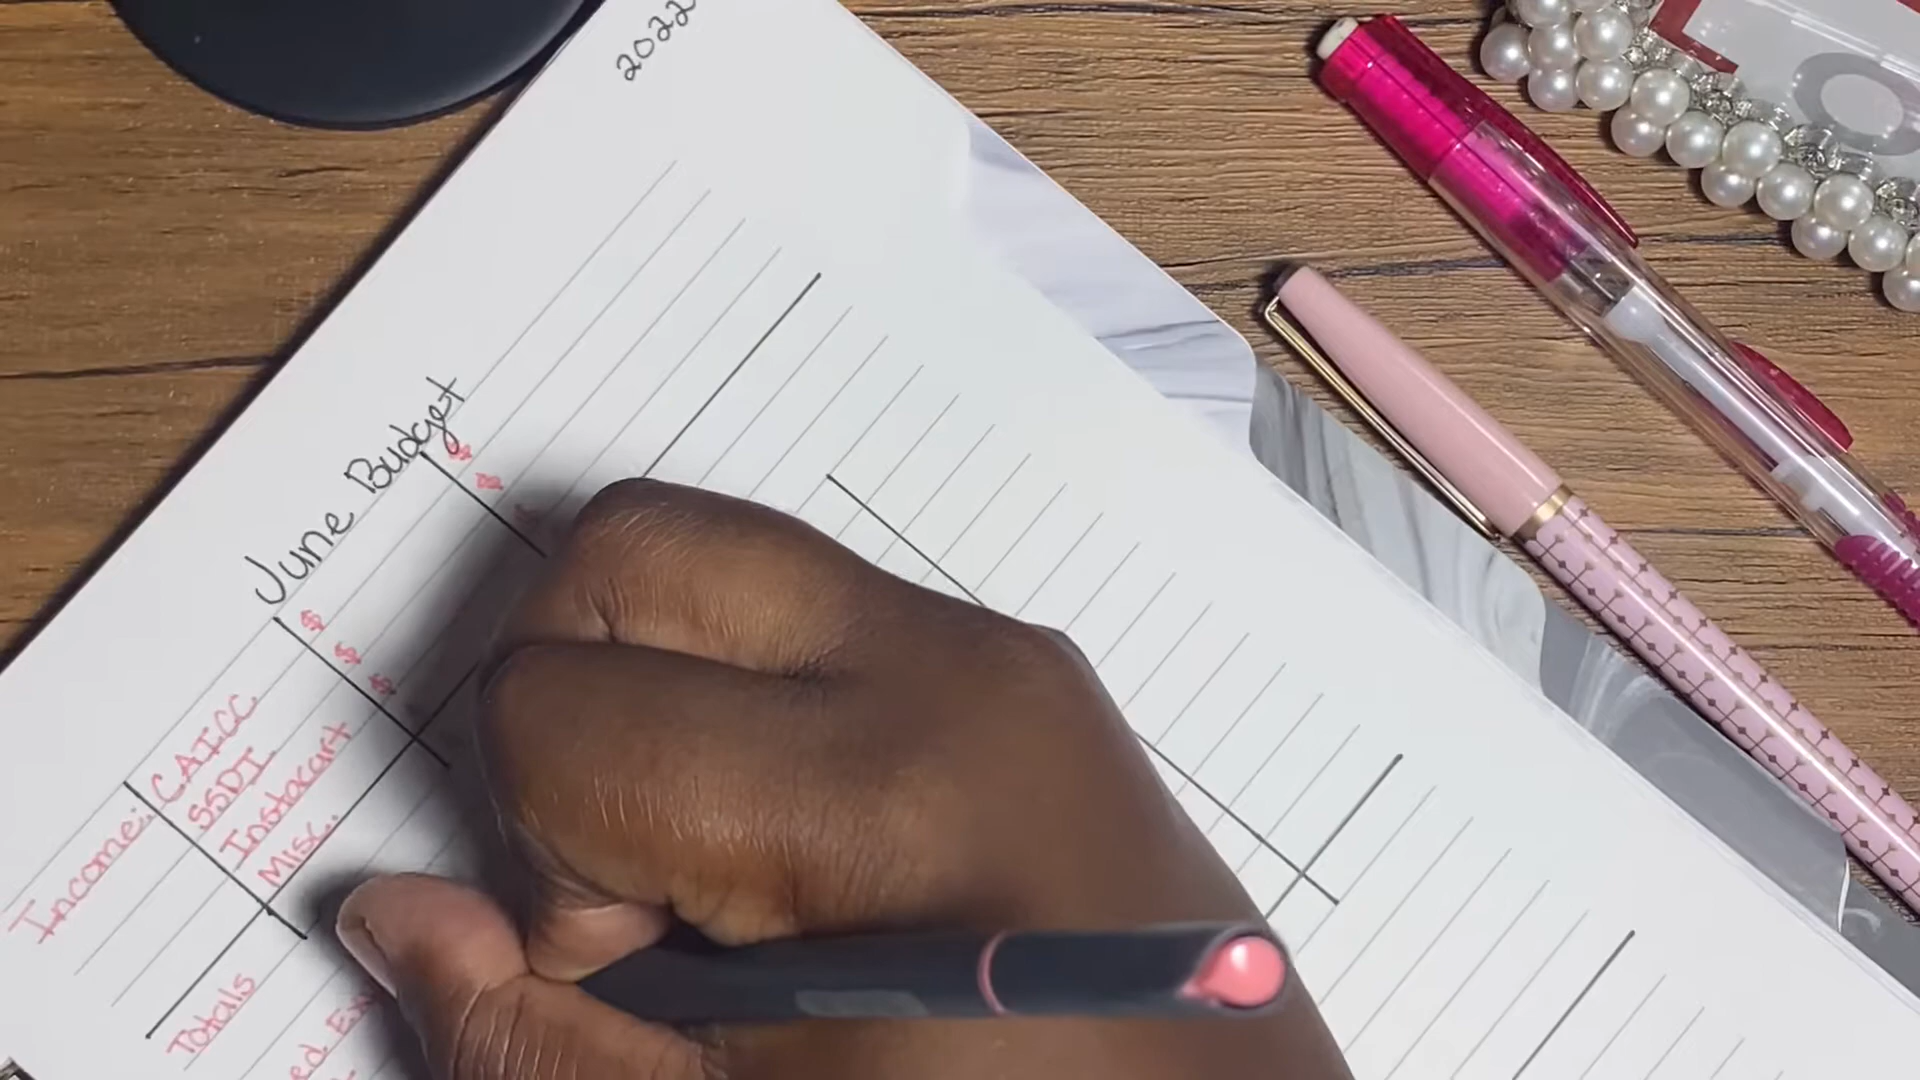 2022
June Budget
Income: CAICC $ $
SSDI $ $
Instacart $
Misc.
Totals